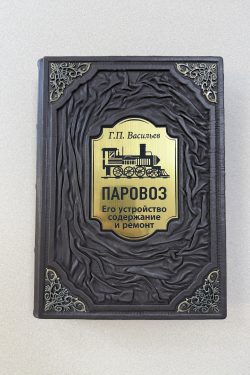 Г.П. Васильев
ПАРОВОЗ
Его устройство
содержание
и ремонт